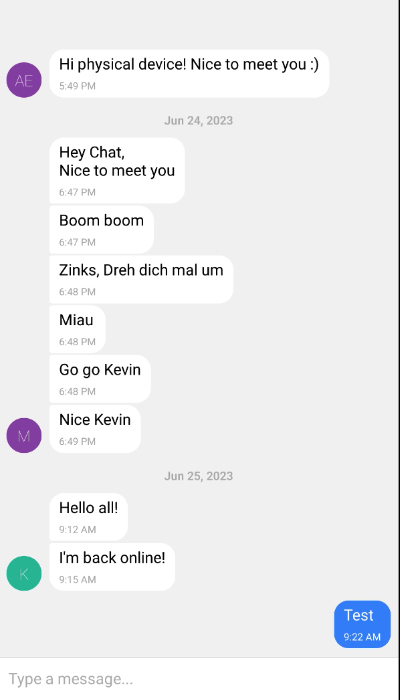 Hi physical device! Nice to meet you :)
5:49 PM
AE
Jun 24, 2023
Hey Chat,
Nice to meet you
6:47 PM
Boom boom
6:47 PM
Zinks, Dreh dich mal um
6:48 PM
Miau
6:48 PM
Go go Kevin
6:48 PM
Nice Kevin
6:49 PM
M
Jun 25, 2023
Hello all!
9:12 AM
I'm back online!
9:15 AM
K
Test
9:22 AM
Type a message...